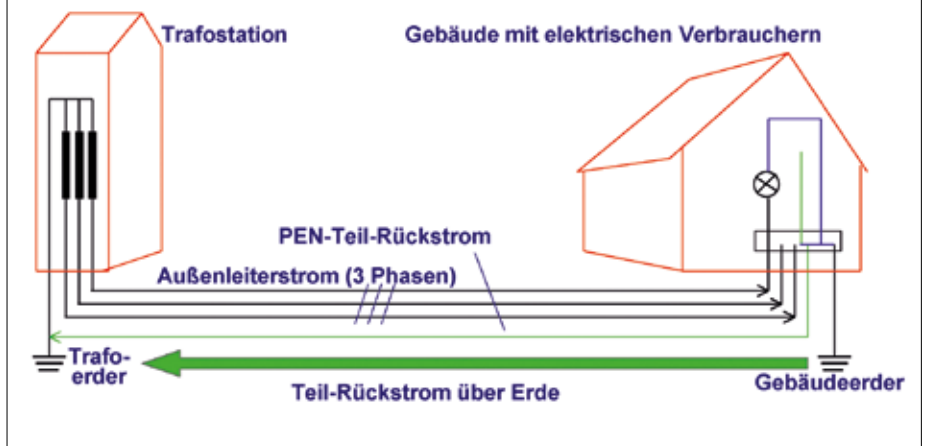 Trafostation
Gebäude mit elektrischen Verbrauchern
PEN-Teil-Rückstrom
Außenleiterstrom (3 Phasen)
Trafo-
erder
Teil-Rückstrom über Erde
Gebäudeerder